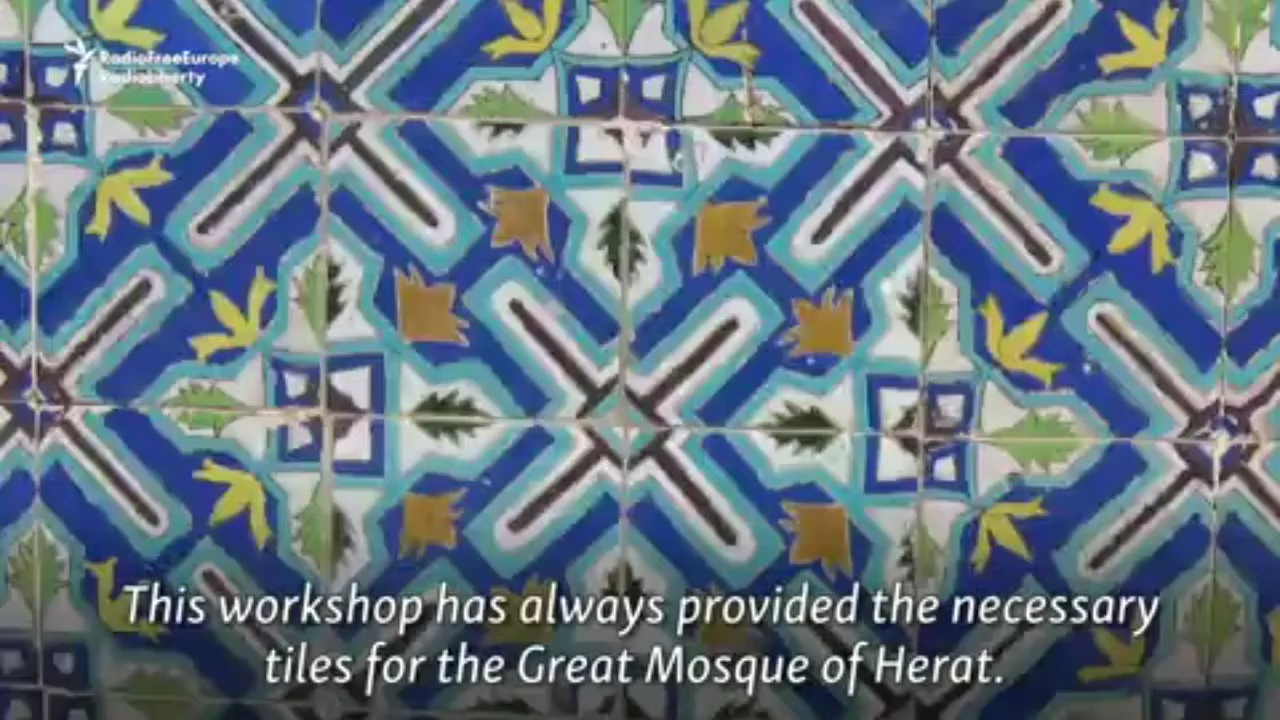 RadioFreeEurope
RadioLiberty
This workshop has always provided the necessary
tiles for the Great Mosque of Herat.